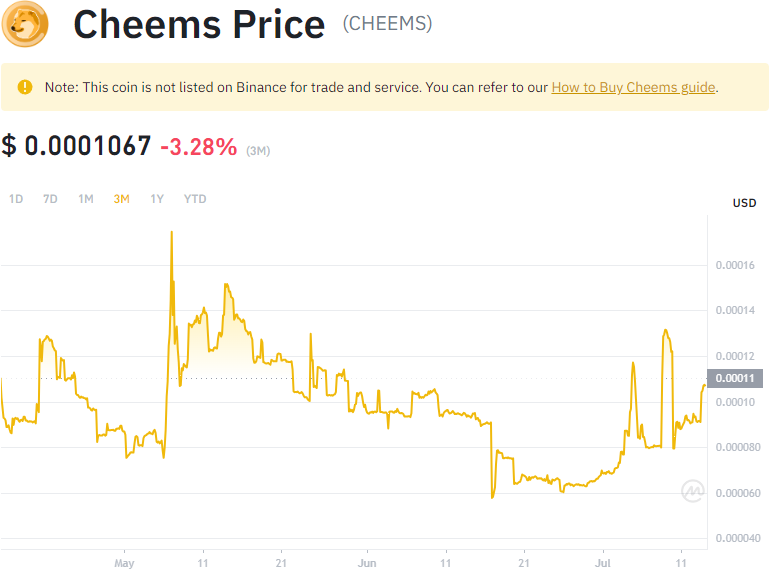 Cheems Price (CHEEMS)
Note: This coin is not listed on Binance for trade and service. You can refer to our How to Buy Cheems guide.
$ 0.0001067 -3.28% (3M)
1D 7D 1M 3M 1Y YTD
USD
0.00016
0.00014
0.00012
0.00011
0.00010
0.000080
0.000060
0.000040
May 11 21 Jun 11 21 Jul 11